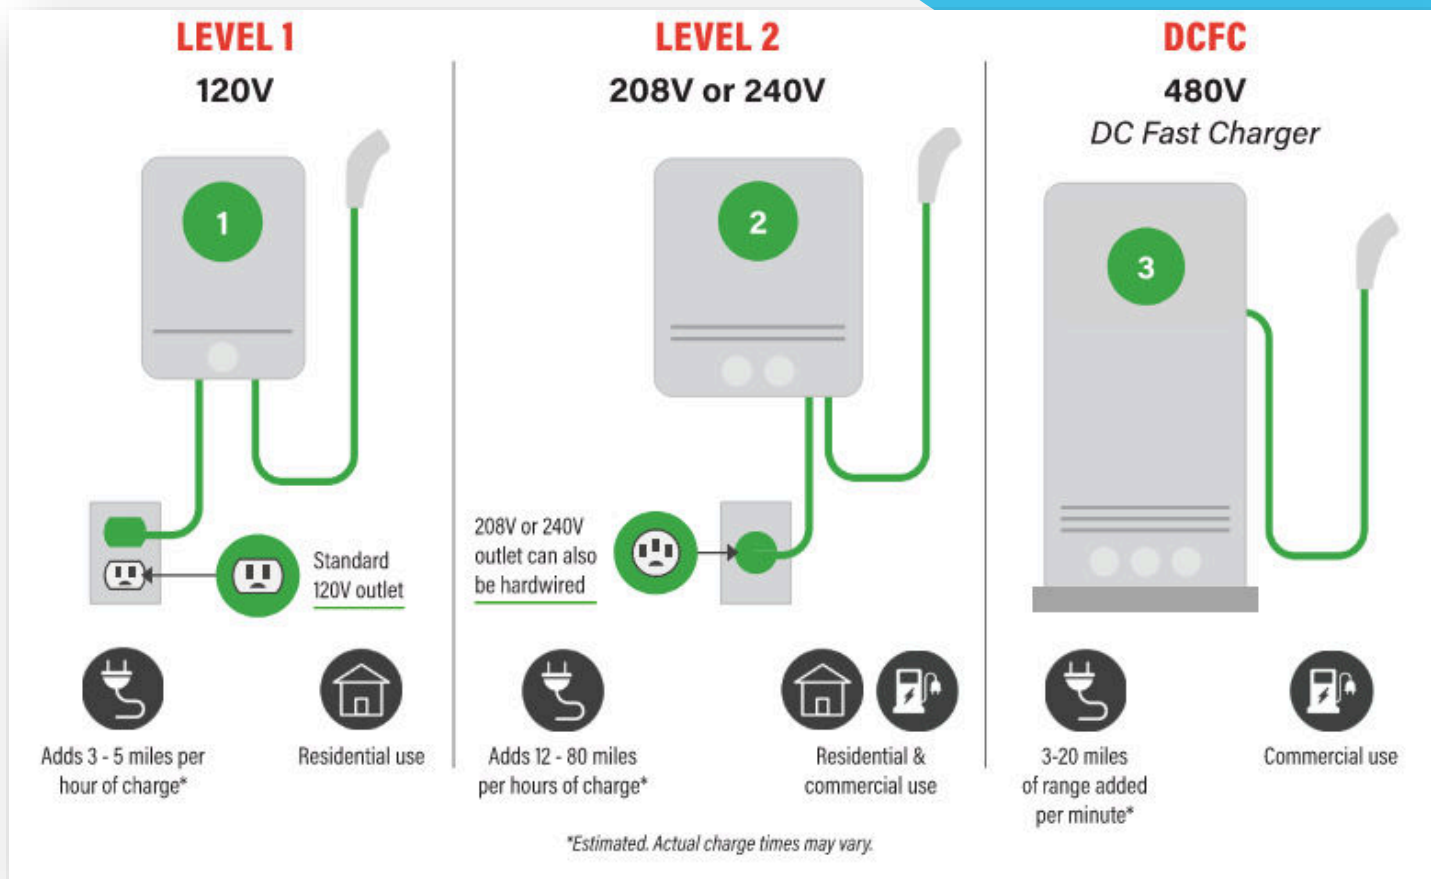 LEVEL 1
120V
1
Standard
120V outlet
Adds 3 - 5 miles per
hour of charge*
Residential use
LEVEL 2
208V or 240V
2
208V or 240V
outlet can also
be hardwired
Adds 12 - 80 miles
per hours of charge*
Residential &
commercial use
DCFC
480V
DC Fast Charger
3
3-20 miles
of range added
per minute*
Commercial use
*Estimated. Actual charge times may vary.